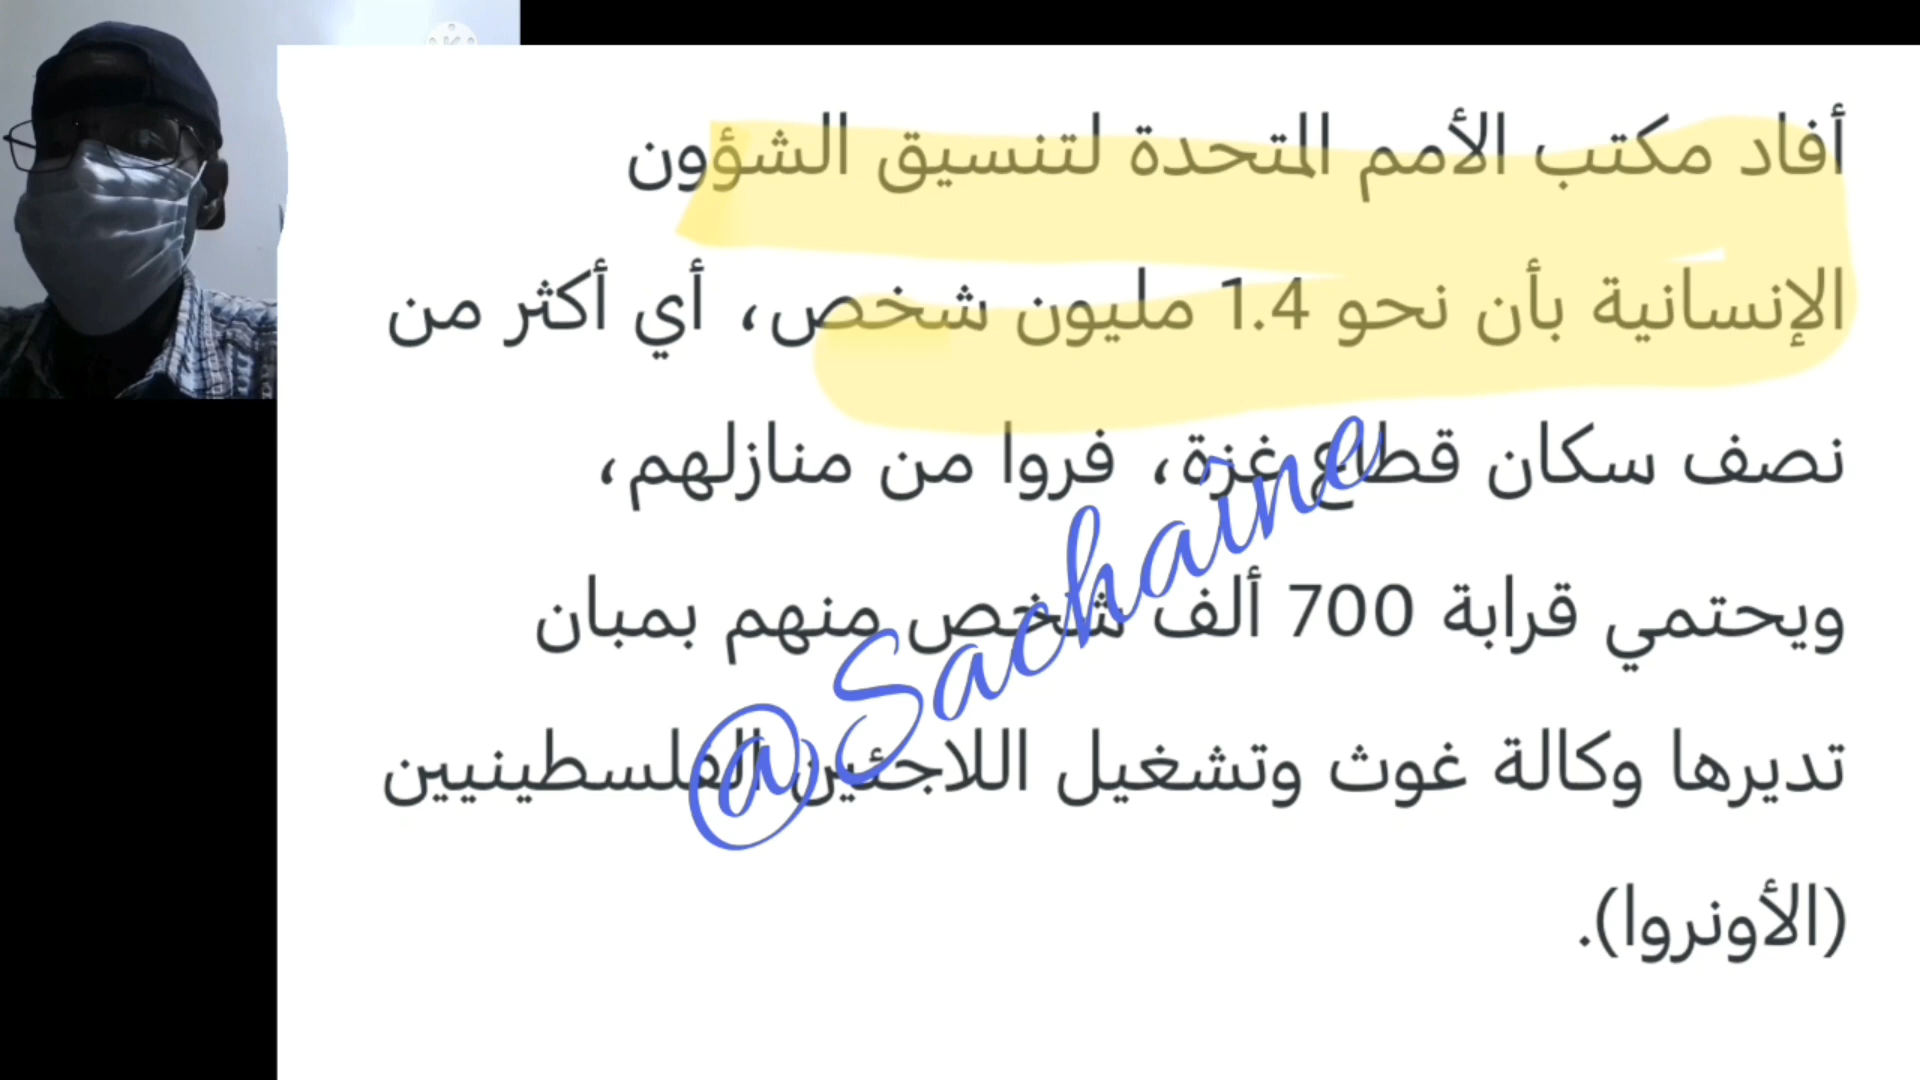 أفاد مكتب الأمم المتحدة لتنسيق الشؤون
الإنسانية بأن نحو 1.4 مليون شخص، أي أكثر من
نصف سكان قطاع غزة، فروا من منازلهم،
ويحتمي قرابة 700 ألف شخص منهم بمبان
تديرها وكالة غوث وتشغيل اللاجئين الفلسطينيين
(الأونروا).
@Sachaine